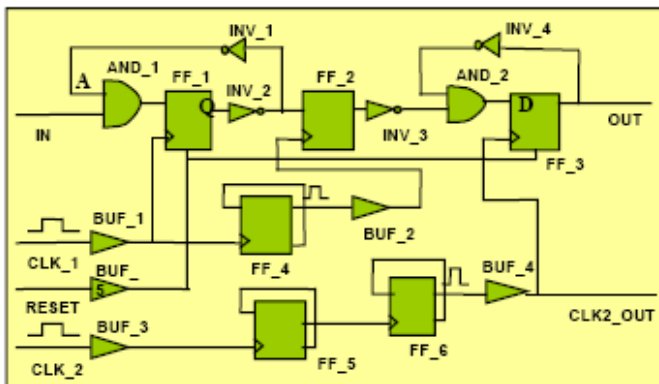 INV_1
INV_4
A
AND_1
FF_1
INV_2
FF_2
AND_2
Q
D
IN
INV_3
OUT
FF_3
BUF_1
CLK_1
BUF_2
FF_4
BUF_
5
RESET
BUF_4
BUF_3
CLK2_OUT
CLK_2
FF_5
FF_6